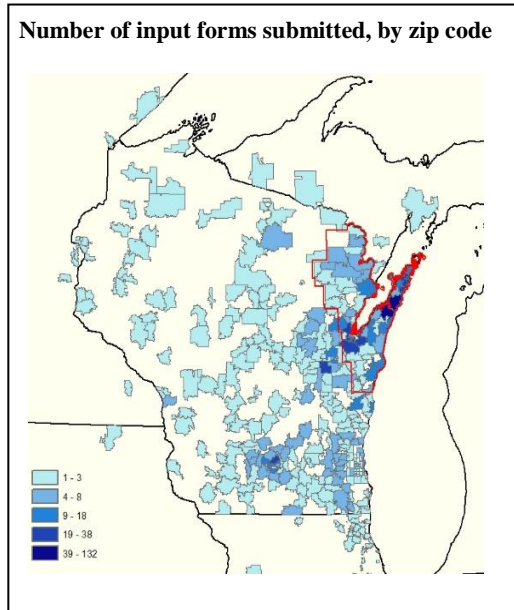 Number of input forms submitted, by zip code
1 - 3
4 - 8
9 - 18
19 - 38
39 - 132